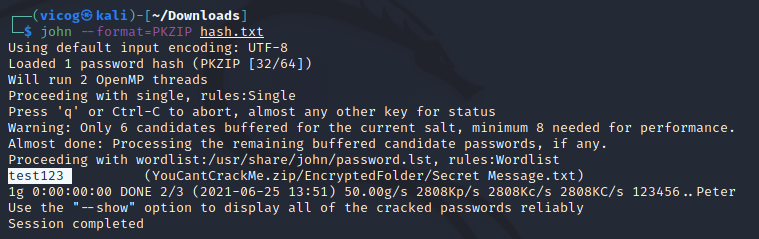 ┌──(vicog㉿kali)-[~/Downloads]
└─$ john --format=PKZIP hash.txt
Using default input encoding: UTF-8
Loaded 1 password hash (PKZIP [32/64])
Will run 2 OpenMP threads
Proceeding with single, rules:Single
Press 'q' or Ctrl-C to abort, almost any other key for status
Warning: Only 6 candidates buffered for the current salt, minimum 8 needed for performance.
Almost done: Processing the remaining buffered candidate passwords, if any.
Proceeding with wordlist:/usr/share/john/password.lst, rules:Wordlist
test123          (YouCantCrackMe.zip/EncryptedFolder/Secret Message.txt)
1g 0:00:00:00 DONE 2/3 (2021-06-25 13:51) 50.00g/s 2808Kp/s 2808Kc/s 2808KC/s 123456..Peter
Use the "--show" option to display all of the cracked passwords reliably
Session completed